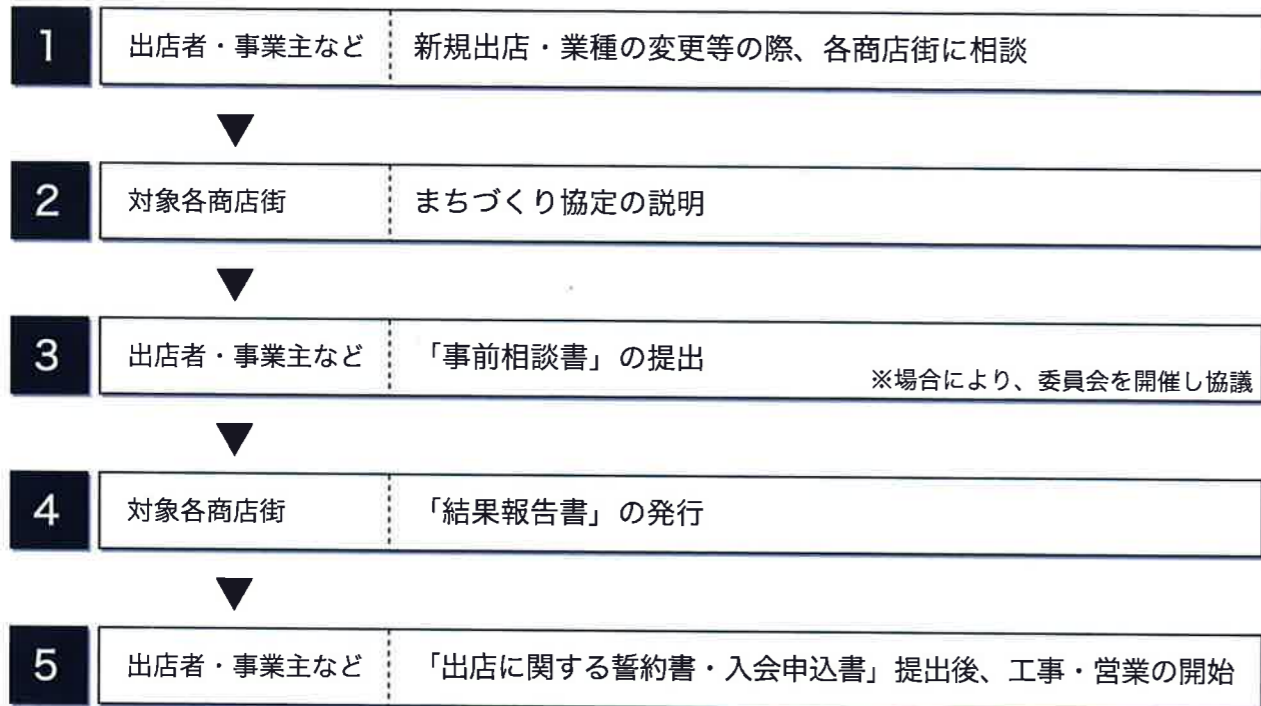 1 出店者・事業主など 新規出店・業種の変更等の際、各商店街に相談
▼
2 対象各商店街 まちづくり協定の説明
▼
3 出店者・事業主など 「事前相談書」の提出 ※場合により、委員会を開催し協議
▼
4 対象各商店街 「結果報告書」の発行
▼
5 出店者・事業主など 「出店に関する誓約書・入会申込書」提出後、工事・営業の開始